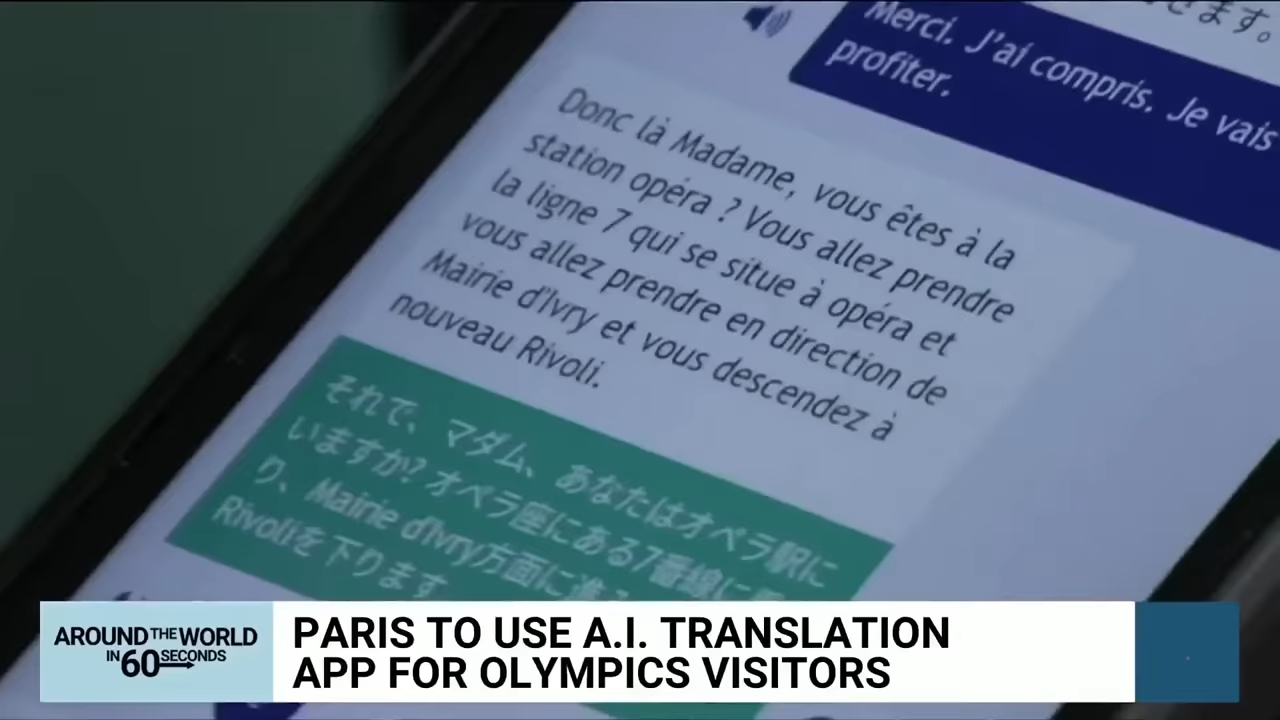 きます。
Merci. J'ai compris. Je vais
profiter.
Donc là Madame, vous êtes à la
station opéra ? Vous allez prendre
la ligne 7 qui se situe à opéra et
vous allez prendre en direction de
Mairie d'Ivry et vous descendez à
nouveau Rivoli.
それで、マダム、あなたはオペラ駅に
いますか? オペラ座にある7番線に
り、Mairie d'Ivry方面に進
Rivoliを下ります
AROUND THE WORLD
IN 60 SECONDS
PARIS TO USE A.I. TRANSLATION
APP FOR OLYMPICS VISITORS